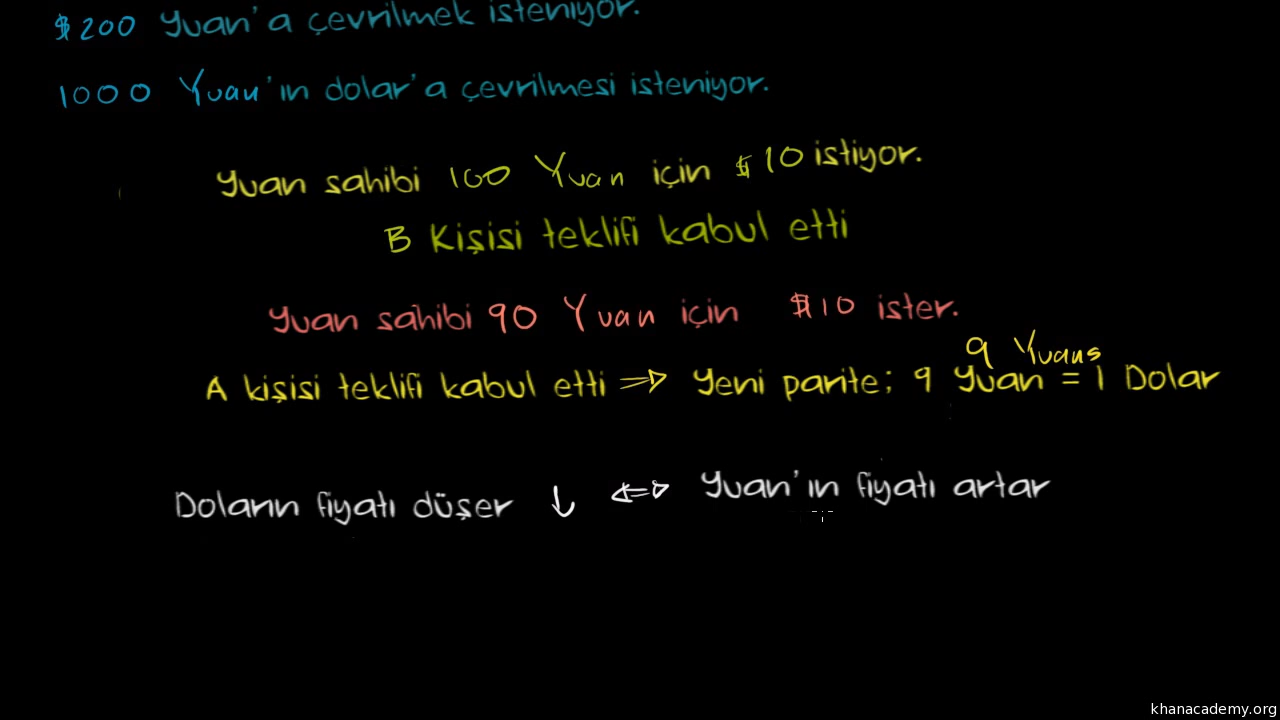 $200 Yuan'a çevrilmek isteniyor.
1000 Yuan'ın dolar'a çevrilmesi isteniyor.
Yuan sahibi 100 Yuan için $10 istiyor.
B Kişisi teklifi kabul etti
Yuan sahibi 90 Yuan için $10 ister.
9 Yuans
A kişisi teklifi kabul etti ⇒ Yeni parite; 9 Yuan = 1 Dolar
Doların fiyatı düşer ↓ ⇔ Yuan'ın fiyatı artar
khanacademy.org